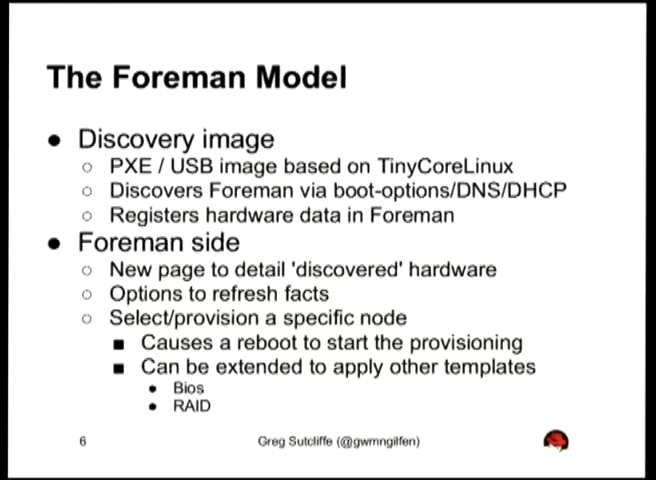 The Foreman Model
● Discovery image
○ PXE / USB image based on TinyCoreLinux
○ Discovers Foreman via boot-options/DNS/DHCP
○ Registers hardware data in Foreman
● Foreman side
○ New page to detail 'discovered' hardware
○ Options to refresh facts
○ Select/provision a specific node
■ Causes a reboot to start the provisioning
■ Can be extended to apply other templates
● Bios
● RAID
6
Greg Sutcliffe (@gwmngilfen)